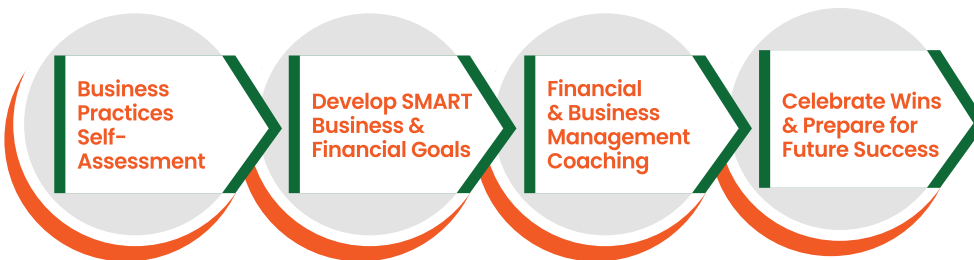 Business
Practices
Self-
Assessment
Develop SMART
Business &
Financial Goals
Financial
& Business
Management
Coaching
Celebrate Wins
& Prepare for
Future Success